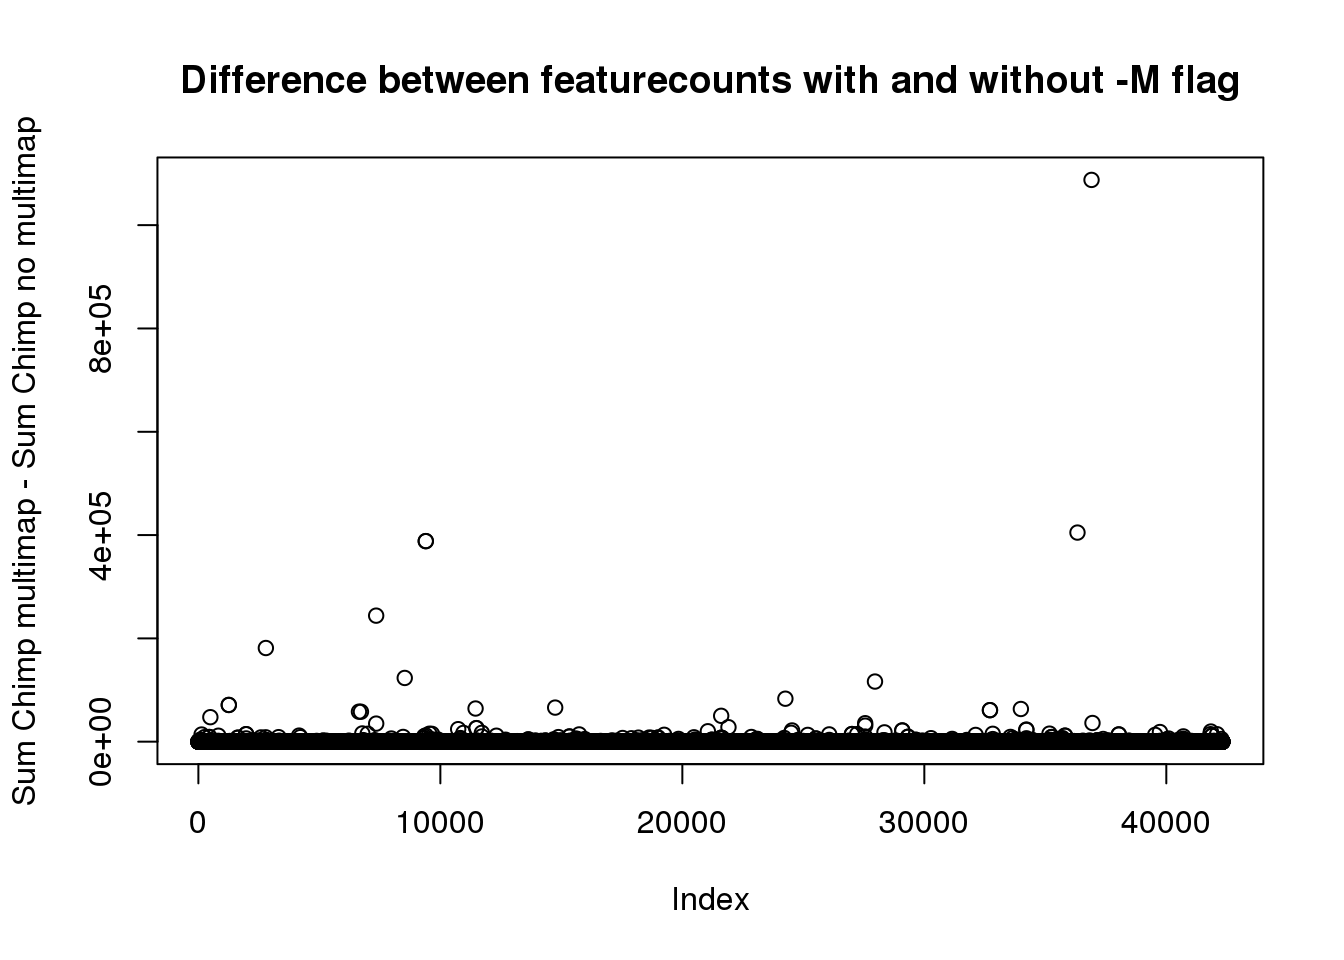 Difference between featurecounts with and without -M flag
Sum Chimp multimap - Sum Chimp no multimap
8e+05
4e+05
0e+00
0 10000 20000 30000 40000
Index